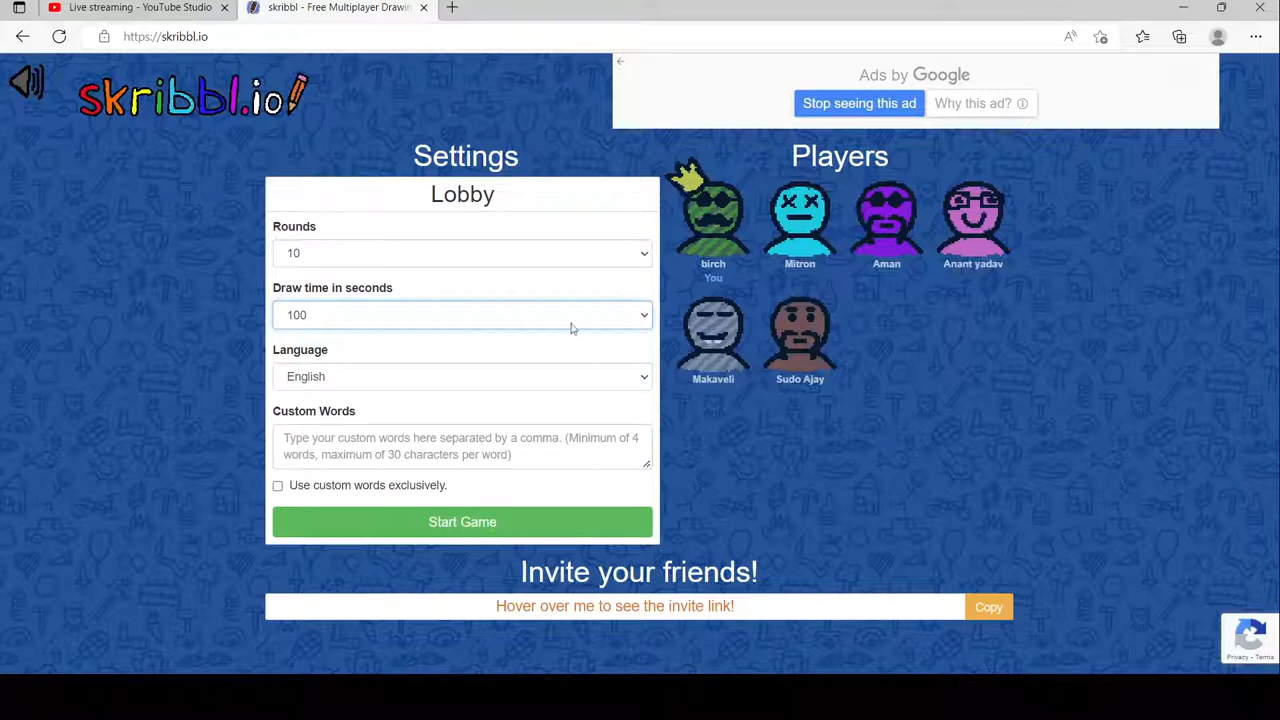 Live streaming - YouTube Studio
skribbl - Free Multiplayer Drawin
https://skribbl.io
skribbl.io
Ads by Google
Stop seeing this ad
Why this ad?
Settings
Players
Lobby
Rounds
10
Draw time in seconds
100
Language
English
Custom Words
Type your custom words here separated by a comma. (Minimum of 4
words, maximum of 30 characters per word)
Use custom words exclusively.
Start Game
birch
You
Mitron
Aman
Anant yadav
Makaveli
Sudo Ajay
Invite your friends!
Hover over me to see the invite link!
Copy
Privacy - Terms